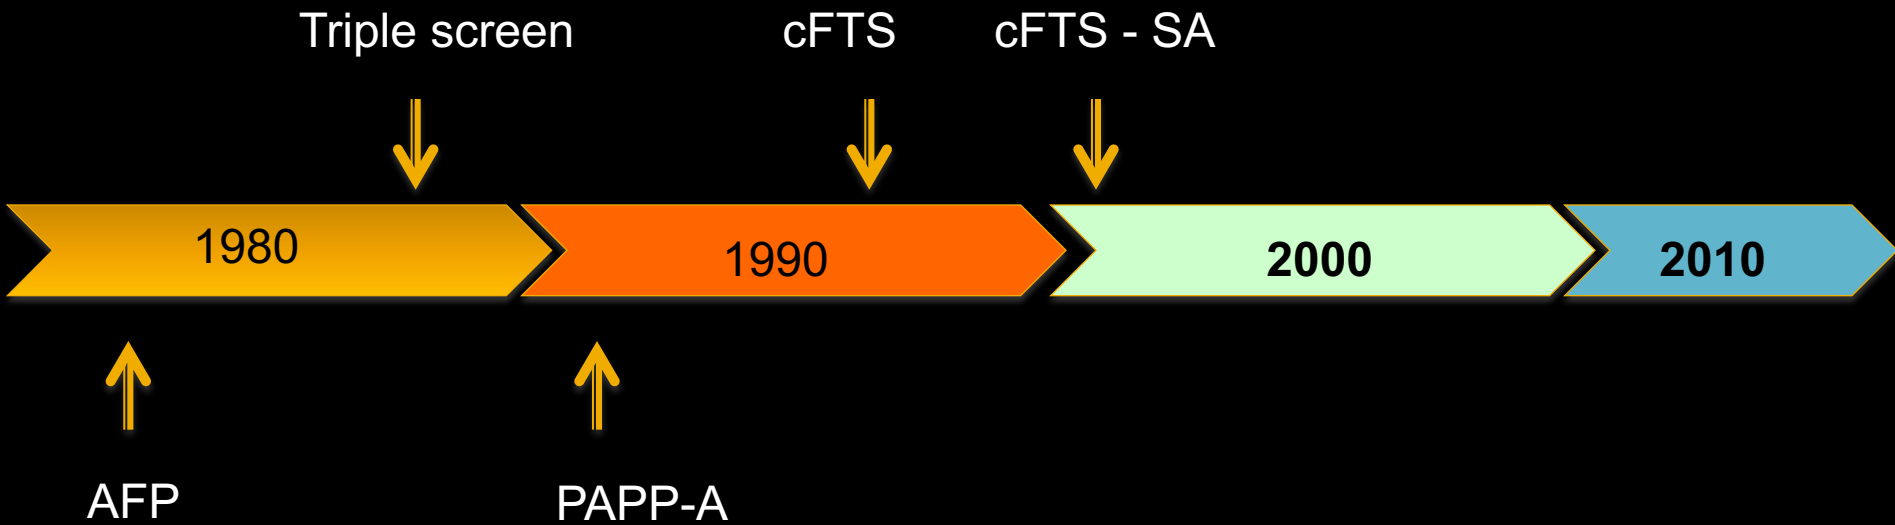 Triple screen
cFTS
cFTS - SA
1980
1990
2000
2010
AFP
PAPP-A